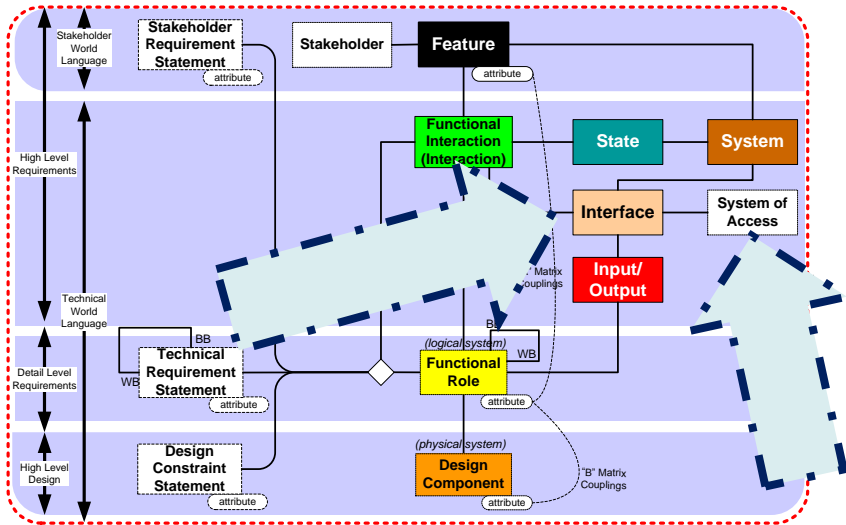 Stakeholder
World
Language
High Level
Requirements
Technical
World
Language
Detail Level
Requirements
High Level
Design
Stakeholder
Requirement
Statement
attribute
Stakeholder
Feature
attribute
Functional
Interaction
(Interaction)
State
System
Interface
System of
Access
Input/
Output
Matrix
BB
WB
Technical
Requirement
Statement
attribute
(logical system)
WB
Functional
Role
attribute
Design
Constraint
Statement
attribute
(physical system)
Design
Component
attribute
"B" Matrix
Couplings